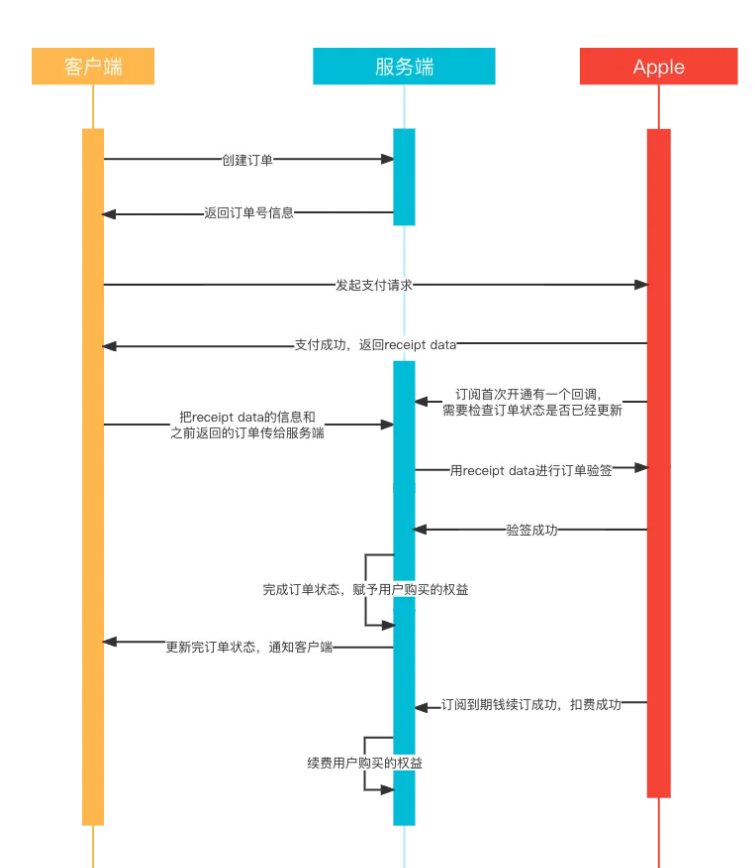 客户端
服务端
Apple
创建订单
返回订单号信息
发起支付请求
支付成功，返回receipt data
订阅首次开通有一个回调，
需要检查订单状态是否已经更新
把receipt data的信息和
之前返回的订单传给服务端
用receipt data进行订单验签
验签成功
完成订单状态，赋予用户购买的权益
更新完订单状态，通知客户端
订阅到期钱续订成功，扣费成功
续费用户购买的权益